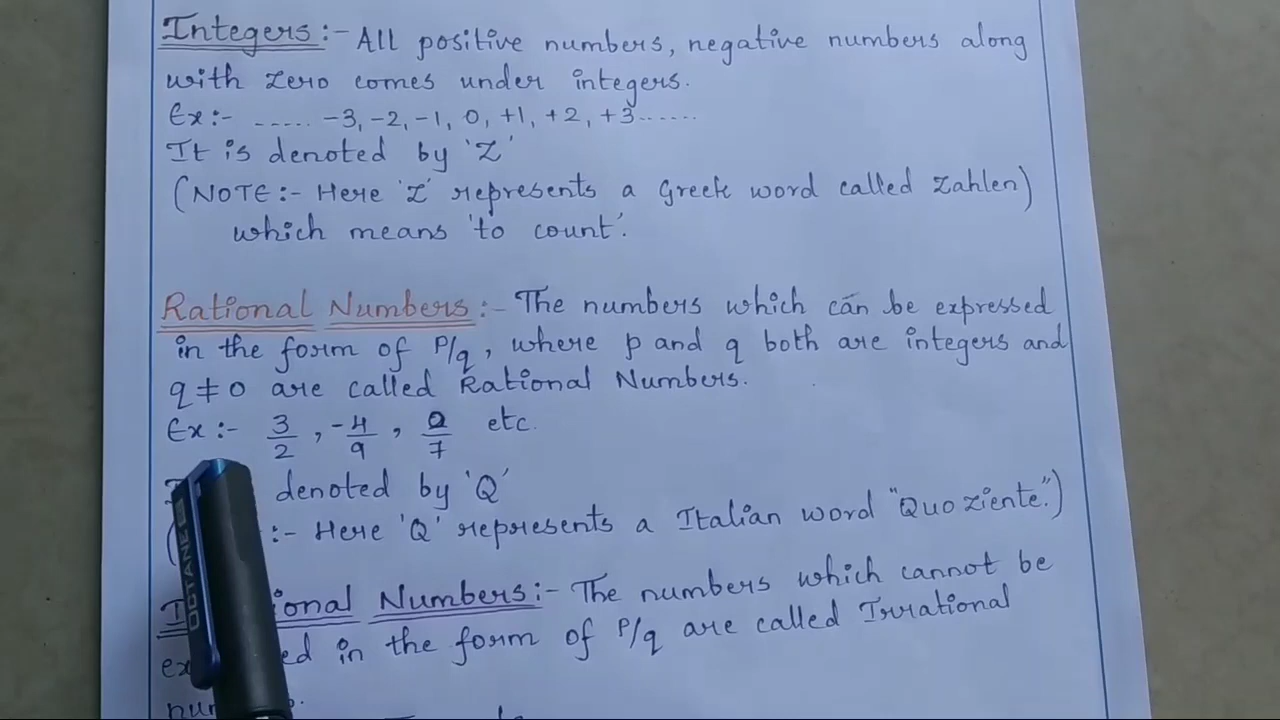 Integers :- All positive numbers, negative numbers along
with zero comes under integers.
Ex :- ..... -3, -2, -1, 0, +1, +2, +3......
It is denoted by 'Z'
(NOTE :- Here 'Z' represents a Greek word called Zahlen)
which means 'to count'.
Rational Numbers :- The numbers which can be expressed
in the form of P/q, where p and q both are integers and
q ≠ 0 are called Rational Numbers.
Ex :- 3/2, -4/9, 0/7 etc.
denoted by 'Q'
:- Here 'Q' represents a Italian word "Quoziente".)
Numbers :- The numbers which cannot be
in the form of P/q are called Irrational
OCTANE